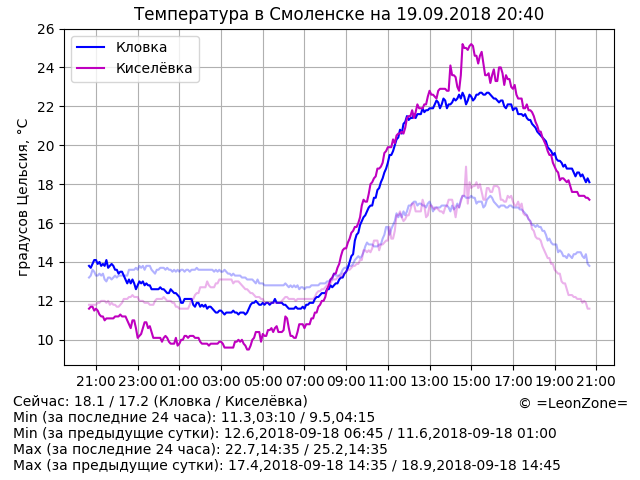 Температура в Смоленске на 19.09.2018 20:40
градусов Цельсия, °C
26
24
22
20
18
16
14
12
10
Кловка
Киселёвка
21:00 23:00 01:00 03:00 05:00 07:00 09:00 11:00 13:00 15:00 17:00 19:00 21:00
Сейчас: 18.1 / 17.2 (Кловка / Киселёвка)
© =LeonZone=
Min (за последние 24 часа): 11.3,03:10 / 9.5,04:15
Min (за предыдущие сутки): 12.6,2018-09-18 06:45 / 11.6,2018-09-18 01:00
Max (за последние 24 часа): 22.7,14:35 / 25.2,14:35
Max (за предыдущие сутки): 17.4,2018-09-18 14:35 / 18.9,2018-09-18 14:45